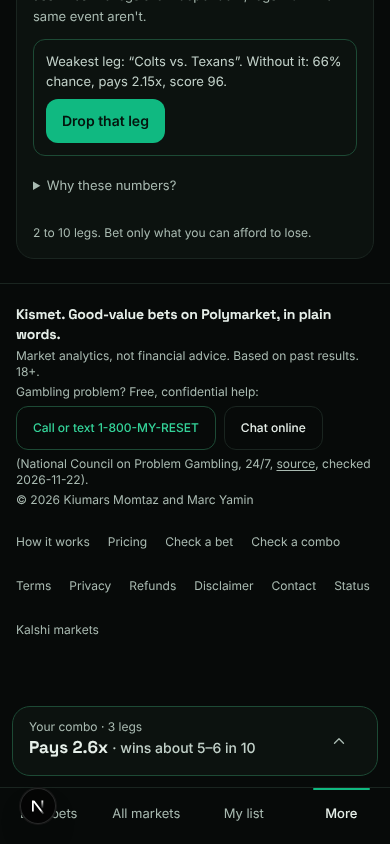 same event aren't.
Weakest leg: “Colts vs. Texans”. Without it: 66%
chance, pays 2.15x, score 96.
Drop that leg
▶ Why these numbers?
2 to 10 legs. Bet only what you can afford to lose.
Kismet. Good-value bets on Polymarket, in plain
words.
Market analytics, not financial advice. Based on past results.
18+.
Gambling problem? Free, confidential help:
Call or text 1-800-MY-RESET
Chat online
(National Council on Problem Gambling, 24/7, source, checked
2026-11-22).
© 2026 Kiumars Momtaz and Marc Yamin
How it works Pricing Check a bet Check a combo
Terms Privacy Refunds Disclaimer Contact Status
Kalshi markets
Your combo · 3 legs
Pays 2.6x · wins about 5–6 in 10
N
All markets My list More